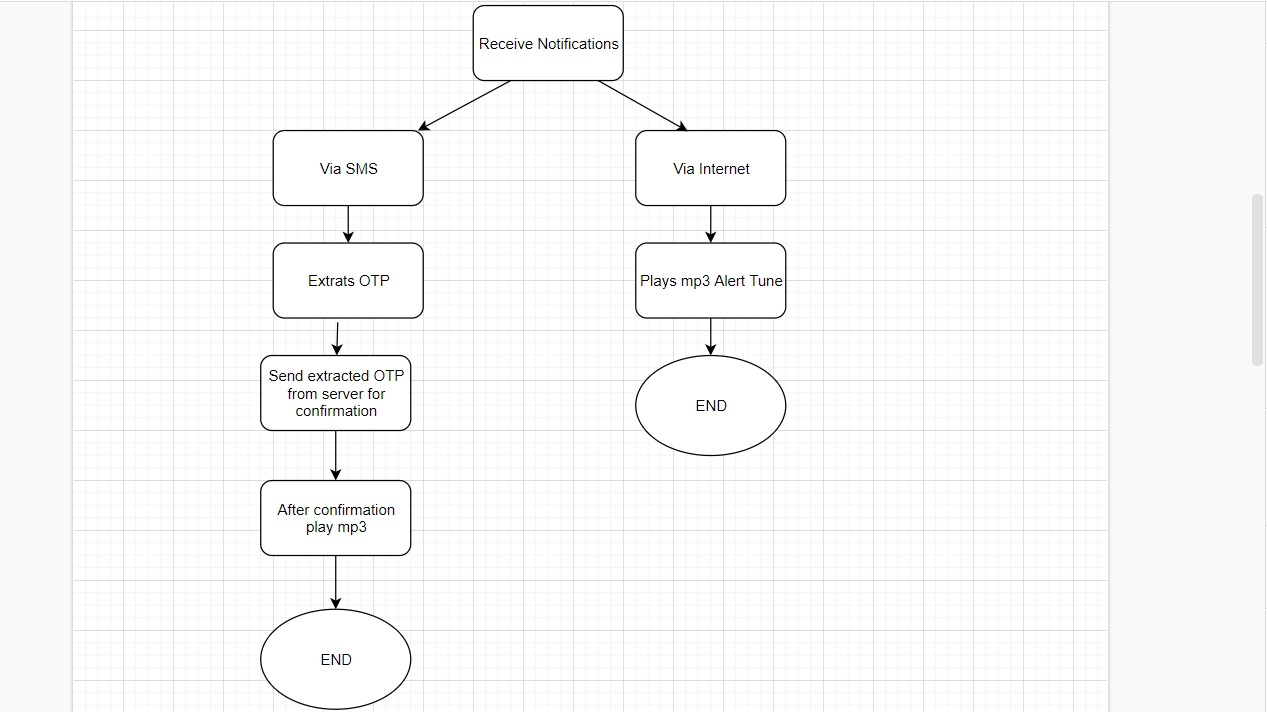 Receive Notifications
Via SMS
Via Internet
Extrats OTP
Plays mp3 Alert Tune
Send extracted OTP
from server for
confirmation
END
After confirmation
play mp3
END